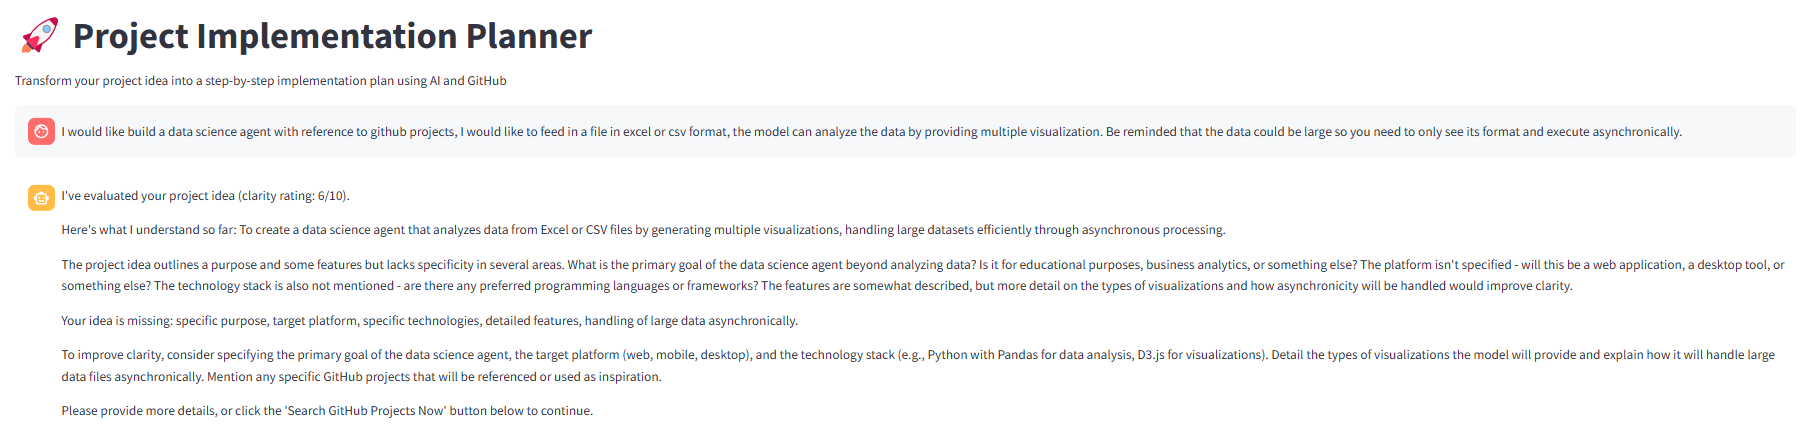 Project Implementation Planner
Transform your project idea into a step-by-step implementation plan using AI and GitHub
I would like build a data science agent with reference to github projects, I would like to feed in a file in excel or csv format, the model can analyze the data by providing multiple visualization. Be reminded that the data could be large so you need to only see its format and execute asynchronically.
I've evaluated your project idea (clarity rating: 6/10).
Here's what I understand so far: To create a data science agent that analyzes data from Excel or CSV files by generating multiple visualizations, handling large datasets efficiently through asynchronous processing.
The project idea outlines a purpose and some features but lacks specificity in several areas. What is the primary goal of the data science agent beyond analyzing data? Is it for educational purposes, business analytics, or something else? The platform isn't specified - will this be a web application, a desktop tool, or
something else? The technology stack is also not mentioned - are there any preferred programming languages or frameworks? The features are somewhat described, but more detail on the types of visualizations and how asynchronicity will be handled would improve clarity.
Your idea is missing: specific purpose, target platform, specific technologies, detailed features, handling of large data asynchronically.
To improve clarity, consider specifying the primary goal of the data science agent, the target platform (web, mobile, desktop), and the technology stack (e.g., Python with Pandas for data analysis, D3.js for visualizations). Detail the types of visualizations the model will provide and explain how it will handle large
data files asynchronically. Mention any specific GitHub projects that will be referenced or used as inspiration.
Please provide more details, or click the 'Search GitHub Projects Now' button below to continue.